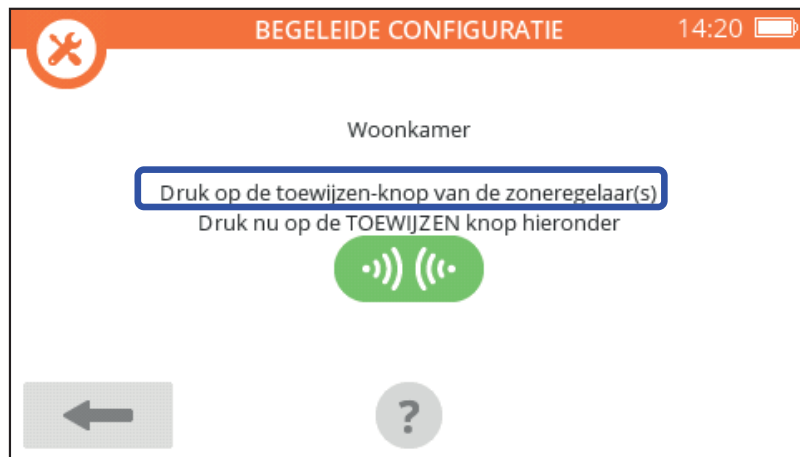 BEGELEIDE CONFIGURATIE 14:20
Woonkamer
Druk op de toewijzen-knop van de zoneregelaar(s)
Druk nu op de TOEWIJZEN knop hieronder
?